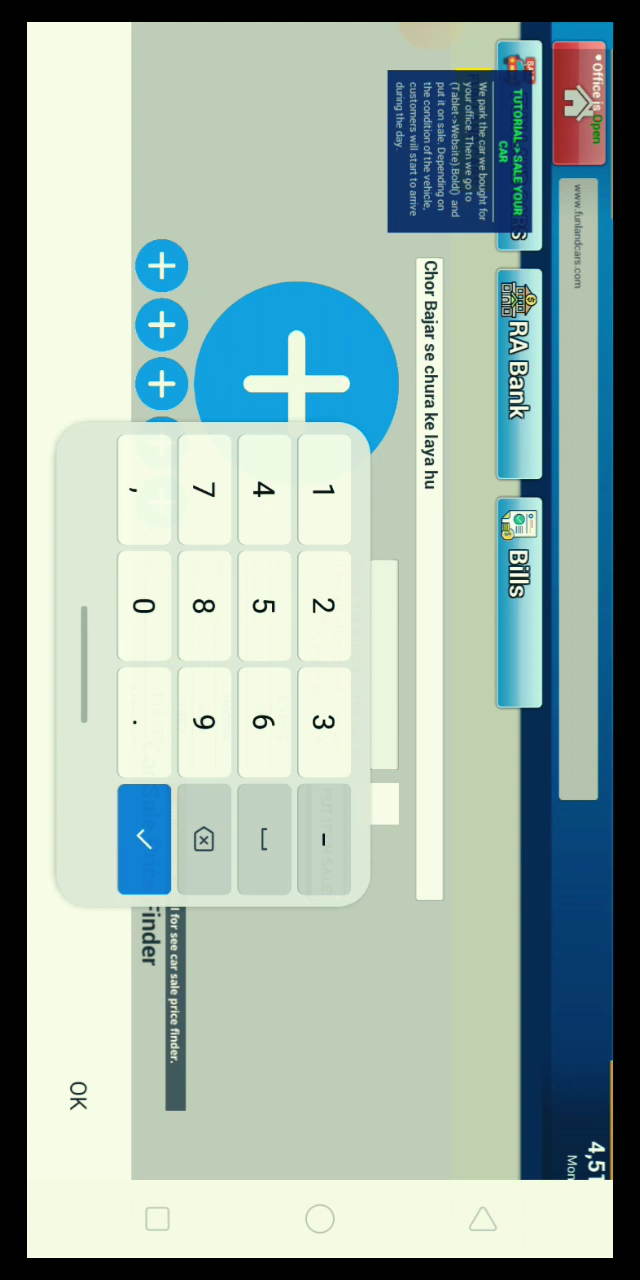 • Office is Open
www.funlandcars.com
4,51
Mon
TUTORIAL-> SALE YOUR
CAR
RA Bank
Bills
We park the car we bought for
your office. Then we go to
(Tablet->Website).Bold() and
put it on sale. Depending on
the condition of the vehicle,
customers will start to arrive
during the day.
Chor Bajar se chura ke laya hu
1 2 3 -
4 5 6
7 8 9
, 0 .
l for see car sale price finder.
Finder
OK